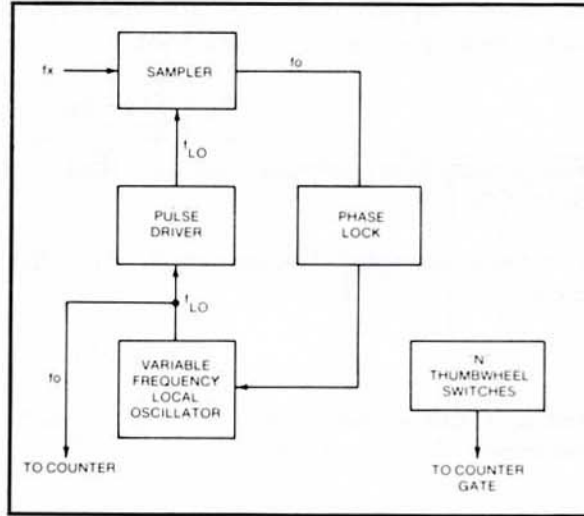 fx
SAMPLER
fo
fLO
PULSE
DRIVER
PHASE
LOCK
fLO
fo
VARIABLE
FREQUENCY
LOCAL
OSCILLATOR
"N"
THUMBWHEEL
SWITCHES
TO COUNTER
TO COUNTER
GATE